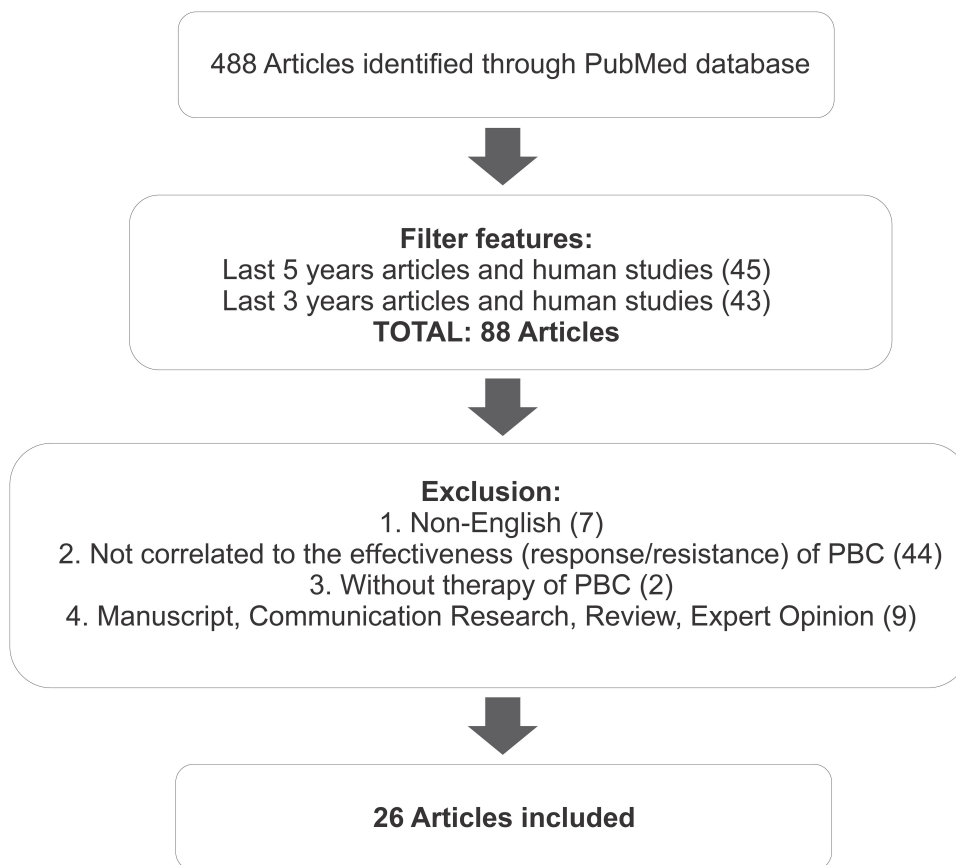 488 Articles identified through PubMed database
Filter features:
Last 5 years articles and human studies (45)
Last 3 years articles and human studies (43)
TOTAL: 88 Articles
Exclusion:
1. Non-English (7)
2. Not correlated to the effectiveness (response/resistance) of PBC (44)
3. Without therapy of PBC (2)
4. Manuscript, Communication Research, Review, Expert Opinion (9)
26 Articles included